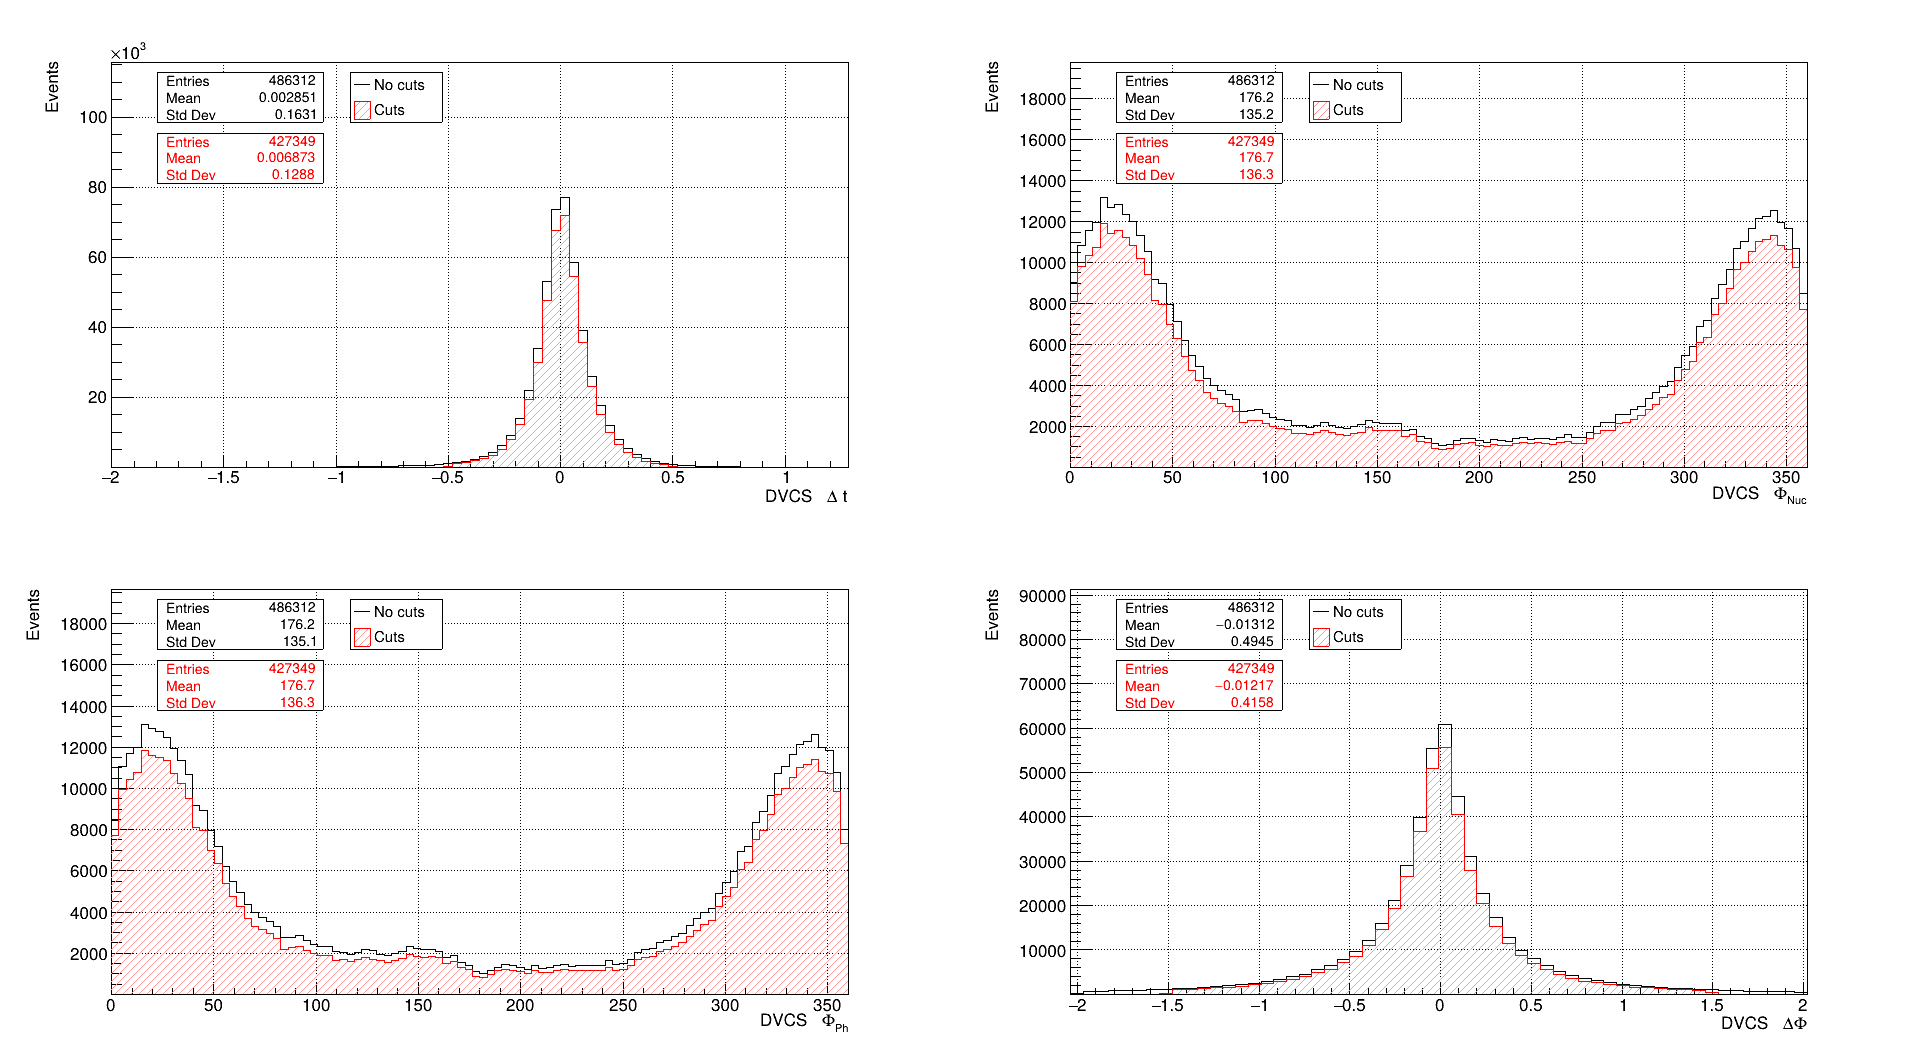 ×10³
Events
Entries 486312
Mean 0.002851
Std Dev 0.1631
Entries 427349
Mean 0.006873
Std Dev 0.1288
No cuts
Cuts
100
80
60
40
20
−2 −1.5 −1 −0.5 0 0.5 1
DVCS Δ t
Events
Entries 486312
Mean 176.2
Std Dev 135.2
Entries 427349
Mean 176.7
Std Dev 136.3
No cuts
Cuts
18000
16000
14000
12000
10000
8000
6000
4000
2000
0 50 100 150 200 250 300 350
DVCS Φ_Nuc
Events
Entries 486312
Mean 176.2
Std Dev 135.1
Entries 427349
Mean 176.7
Std Dev 136.3
No cuts
Cuts
18000
16000
14000
12000
10000
8000
6000
4000
2000
0 50 100 150 200 250 300 350
DVCS Φ_Ph
Events
Entries 486312
Mean −0.01312
Std Dev 0.4945
Entries 427349
Mean −0.01217
Std Dev 0.4158
No cuts
Cuts
90000
80000
70000
60000
50000
40000
30000
20000
10000
−2 −1.5 −1 −0.5 0 0.5 1 1.5 2
DVCS ΔΦ